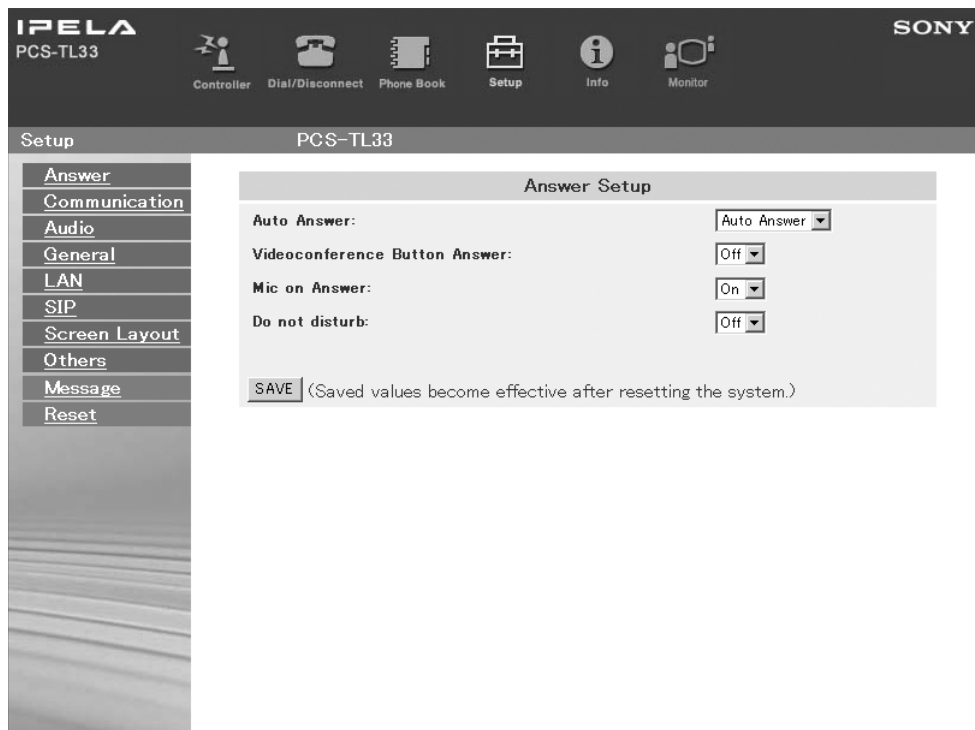 IPELA
SONY
PCS-TL33
Controller
Dial/Disconnect
Phone Book
Setup
Info
Monitor
Setup
PCS-TL33
Answer
Communication
Audio
General
LAN
SIP
Screen Layout
Others
Message
Reset
Answer Setup
Auto Answer: Auto Answer
Videoconference Button Answer: Off
Mic on Answer: On
Do not disturb: Off
SAVE (Saved values become effective after resetting the system.)